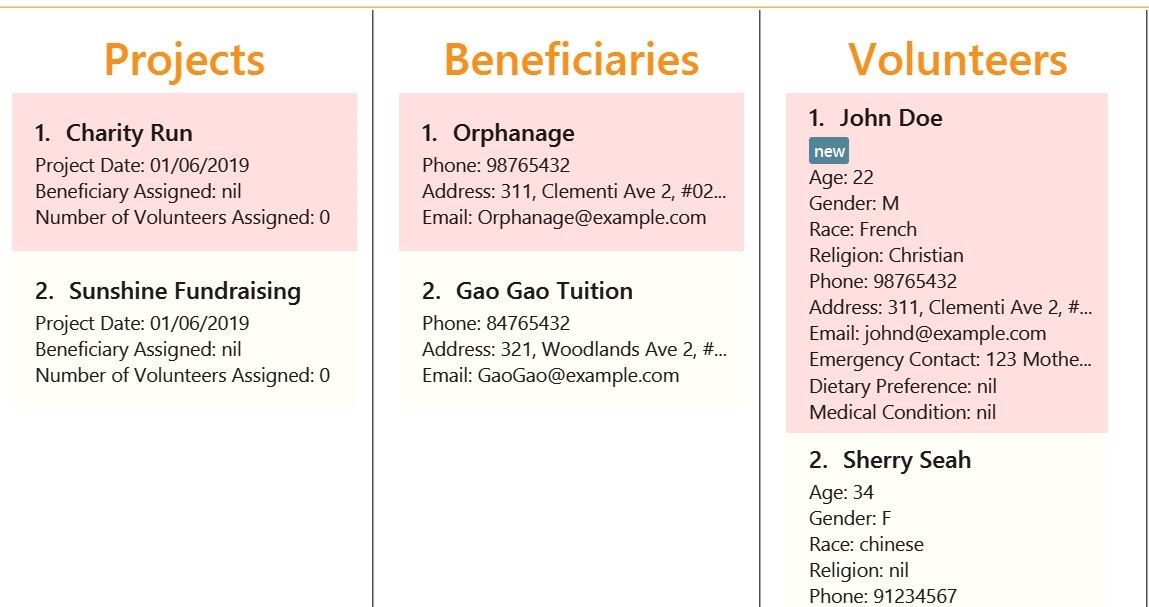 Projects
1. Charity Run
Project Date: 01/06/2019
Beneficiary Assigned: nil
Number of Volunteers Assigned: 0
2. Sunshine Fundraising
Project Date: 01/06/2019
Beneficiary Assigned: nil
Number of Volunteers Assigned: 0
Beneficiaries
1. Orphanage
Phone: 98765432
Address: 311, Clementi Ave 2, #02...
Email: Orphanage@example.com
2. Gao Gao Tuition
Phone: 84765432
Address: 321, Woodlands Ave 2, #...
Email: GaoGao@example.com
Volunteers
1. John Doe
new
Age: 22
Gender: M
Race: French
Religion: Christian
Phone: 98765432
Address: 311, Clementi Ave 2, #...
Email: johnd@example.com
Emergency Contact: 123 Mothe...
Dietary Preference: nil
Medical Condition: nil
2. Sherry Seah
Age: 34
Gender: F
Race: chinese
Religion: nil
Phone: 91234567